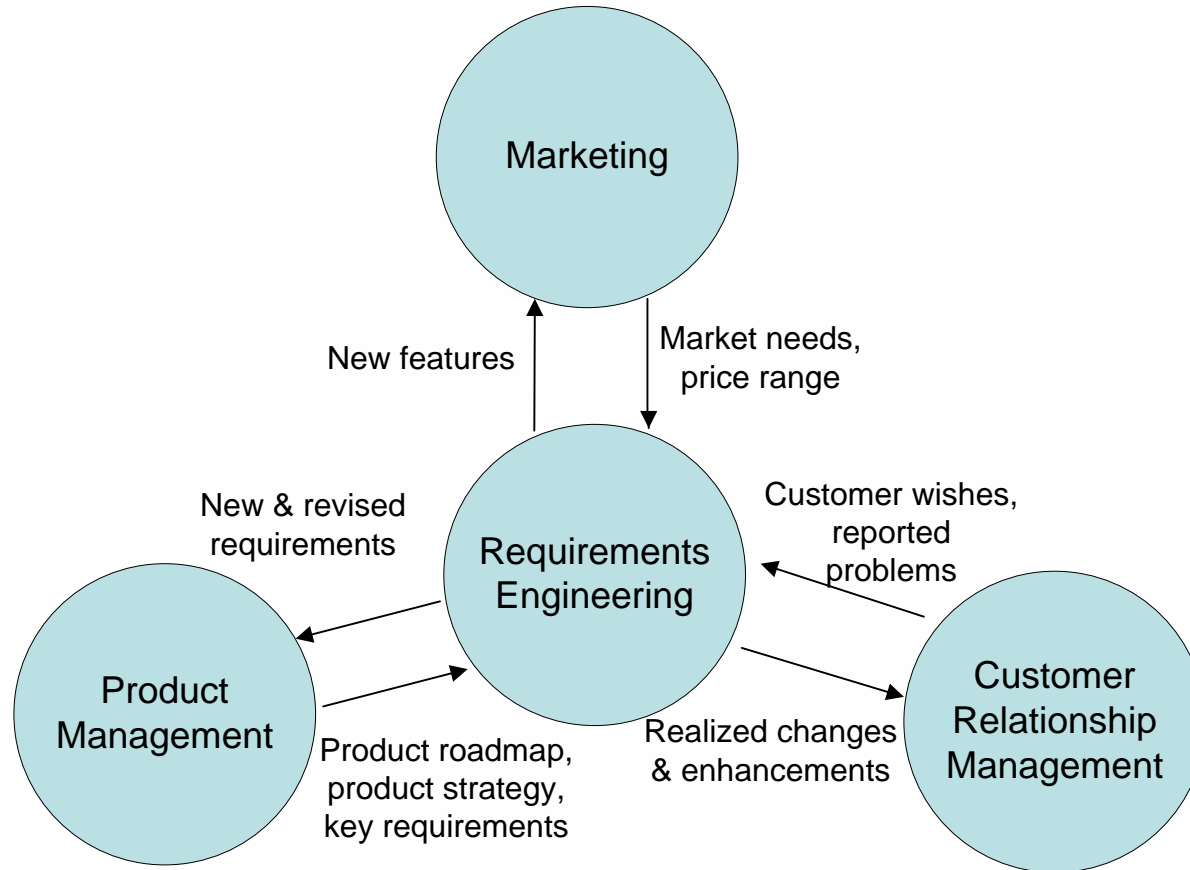 Marketing
New features
Market needs,
price range
New & revised
requirements
Requirements
Engineering
Customer wishes,
reported
problems
Product
Management
Product roadmap,
product strategy,
key requirements
Realized changes
& enhancements
Customer
Relationship
Management